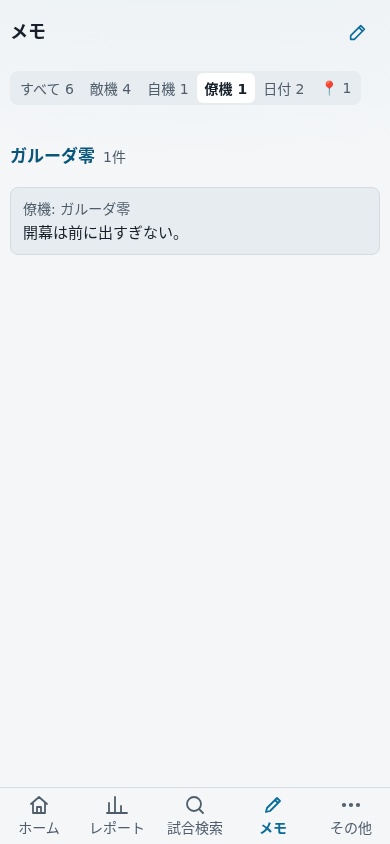 メモ
すべて 6 敵機 4 自機 1 僚機 1 日付 2 📍 1
ガルーダ零 1件
僚機: ガルーダ零
開幕は前に出すぎない。
ホーム レポート 試合検索 メモ その他